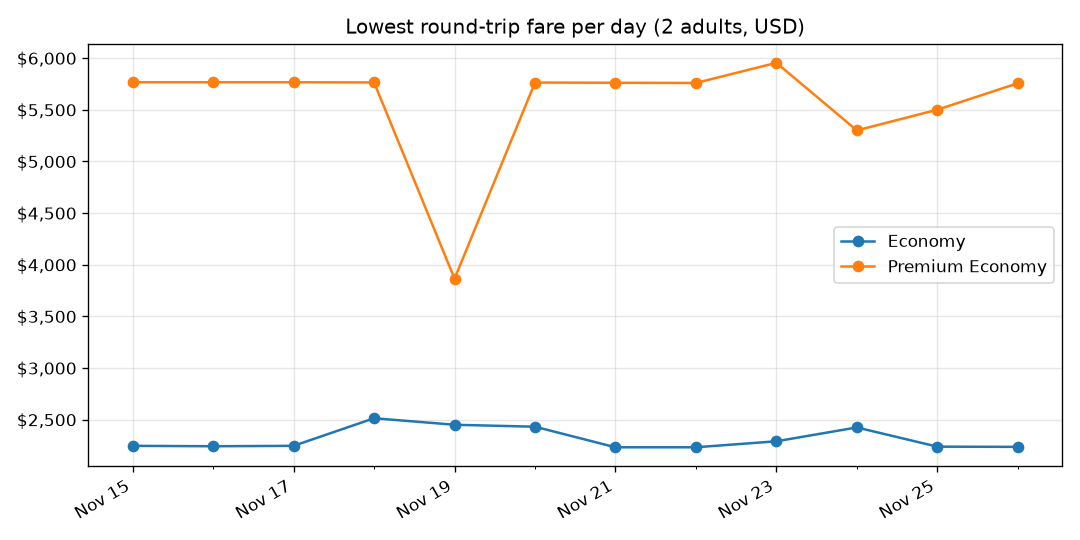 Lowest round-trip fare per day (2 adults, USD)
$6,000
$5,500
$5,000
$4,500
$4,000
$3,500
$3,000
$2,500
Economy
Premium Economy
Nov 15
Nov 17
Nov 19
Nov 21
Nov 23
Nov 25